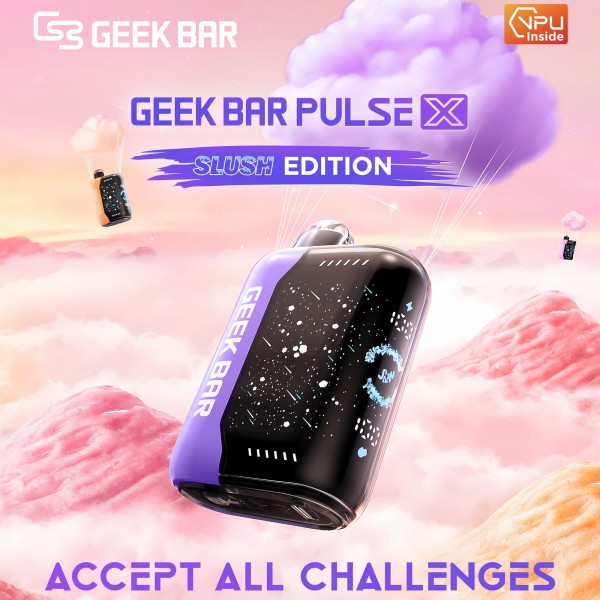 GEEK BAR
VPU
Inside
GEEK BAR PULSE X
SLUSH EDITION
GEEK BAR
ACCEPT ALL CHALLENGES